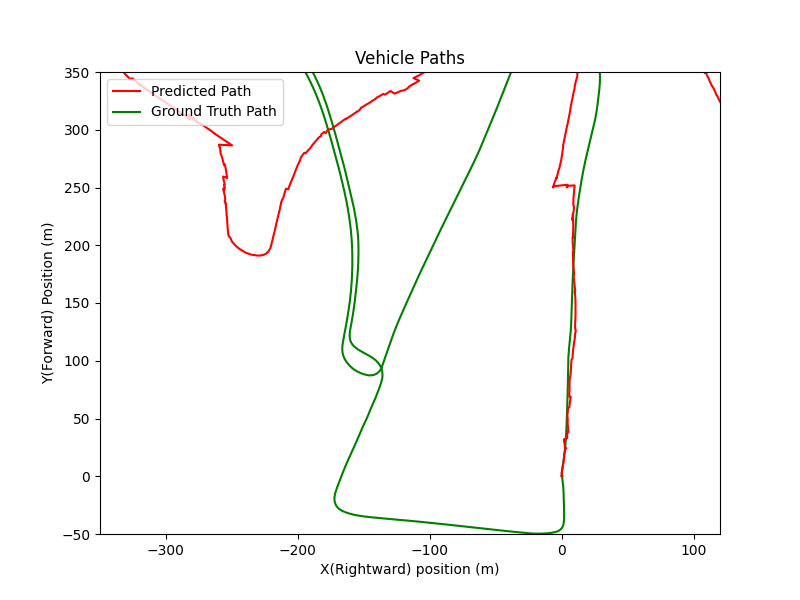 Vehicle Paths
Predicted Path
Ground Truth Path
Y(Forward) Position (m)
350
300
250
200
150
100
50
0
−50
−300
−200
−100
0
100
X(Rightward) position (m)